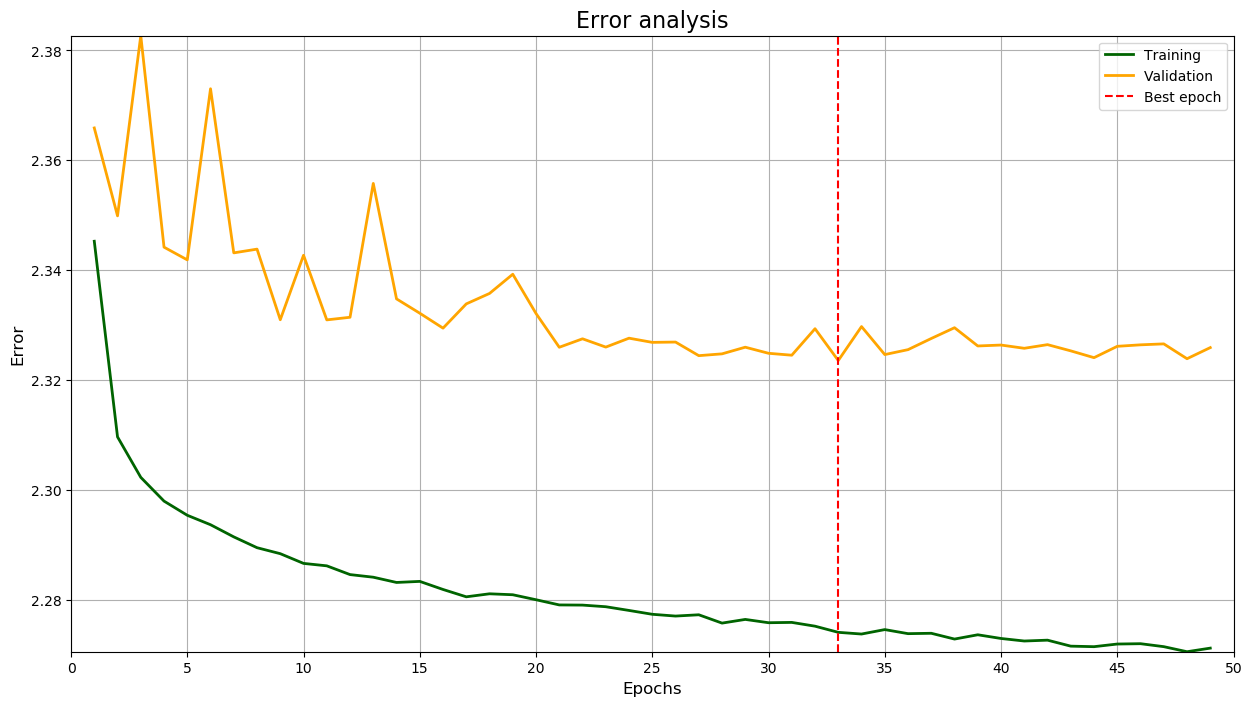 Error analysis
Training
Validation
Best epoch
Error
2.38
2.36
2.34
2.32
2.30
2.28
0 5 10 15 20 25 30 35 40 45 50
Epochs